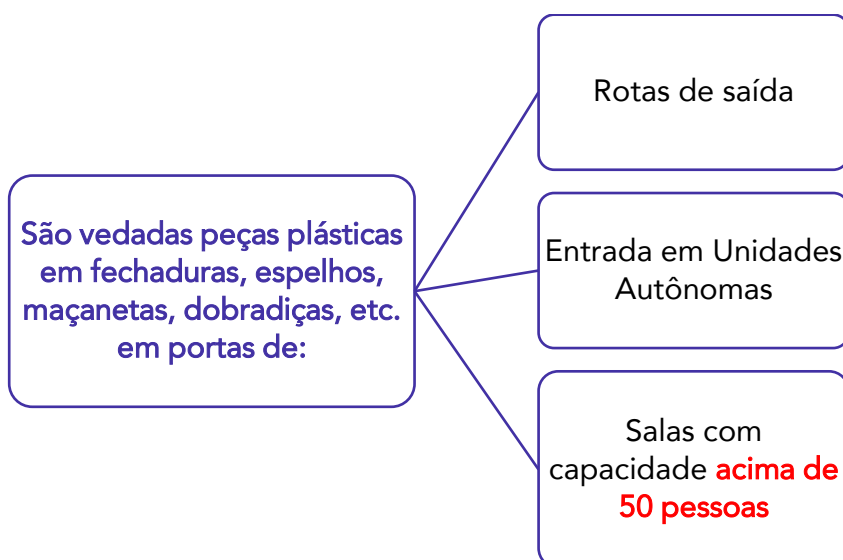 São vedadas peças plásticas
em fechaduras, espelhos,
maçanetas, dobradiças, etc.
em portas de:
Rotas de saída
Entrada em Unidades
Autônomas
Salas com
capacidade acima de
50 pessoas